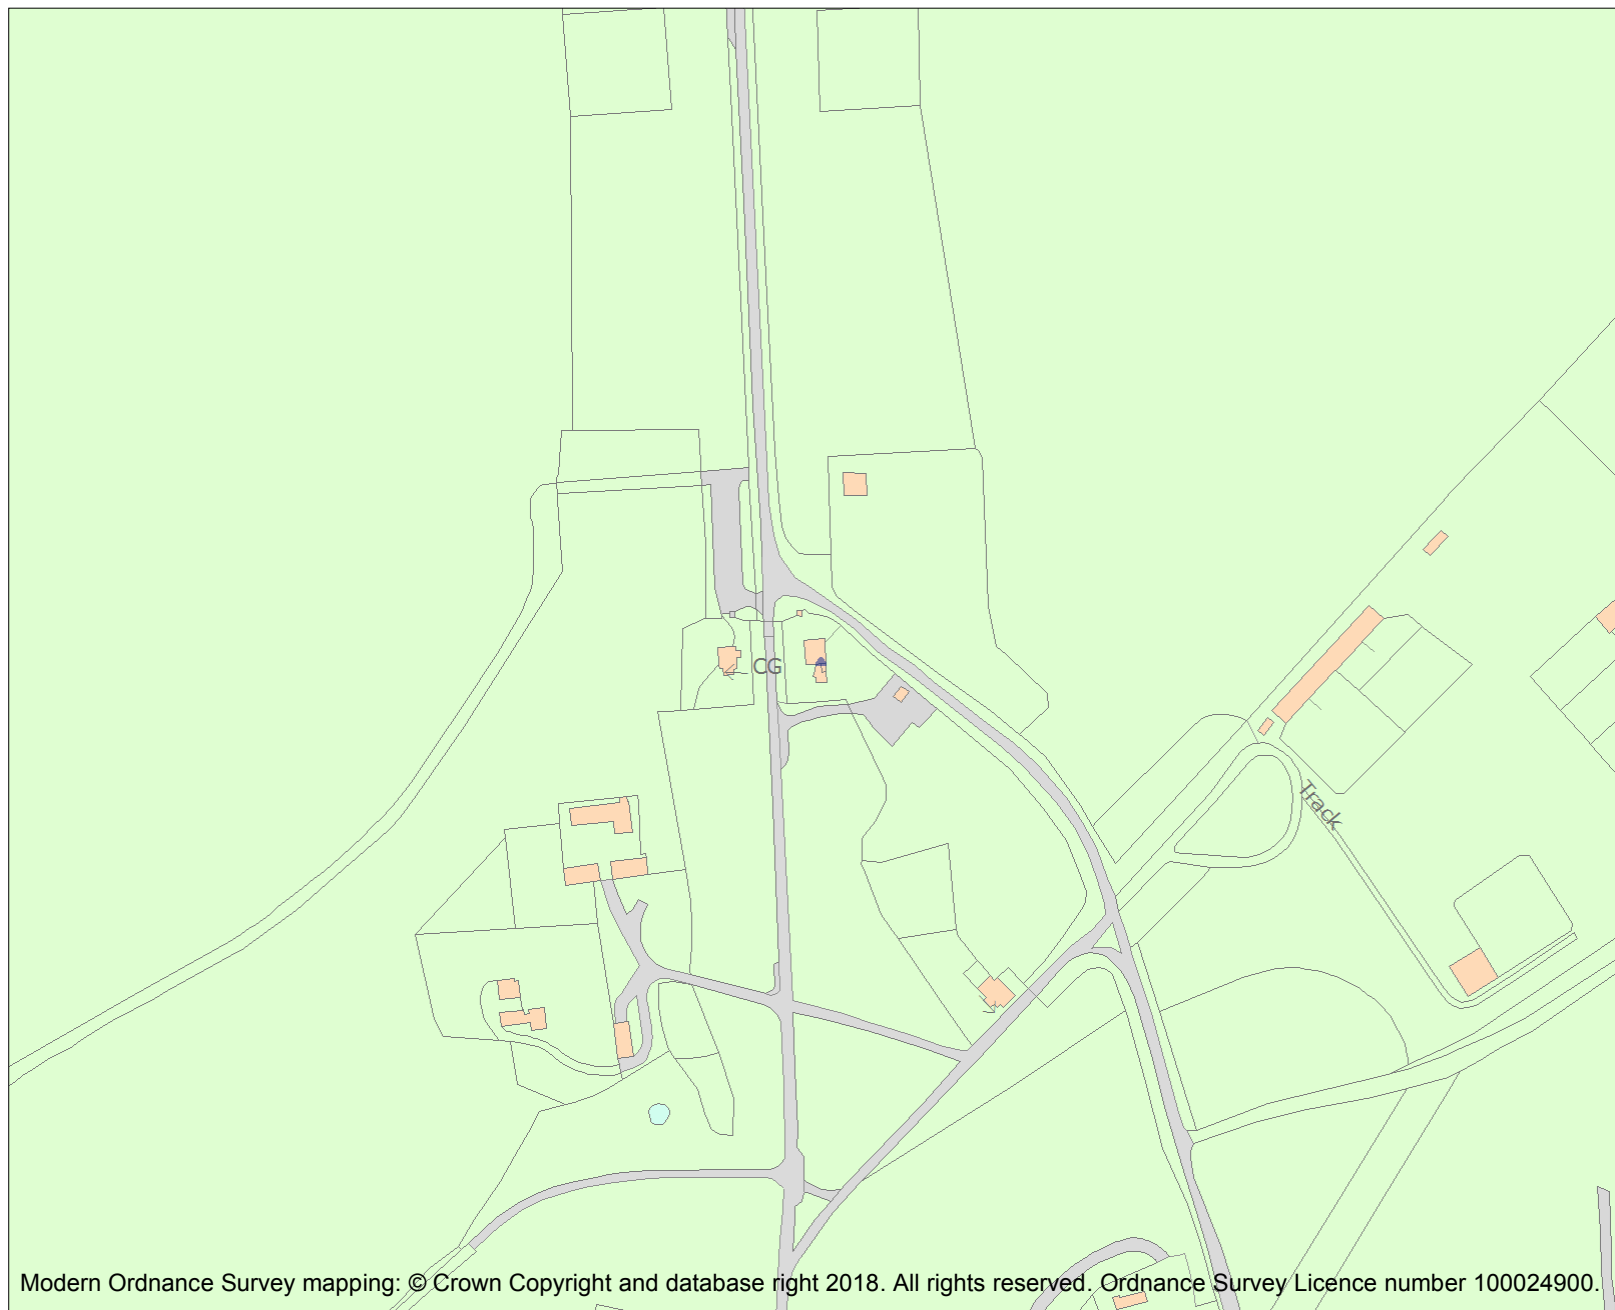 CG
Track
Modern Ordnance Survey mapping: © Crown Copyright and database right 2018. All rights reserved. Ordnance Survey Licence number 100024900.